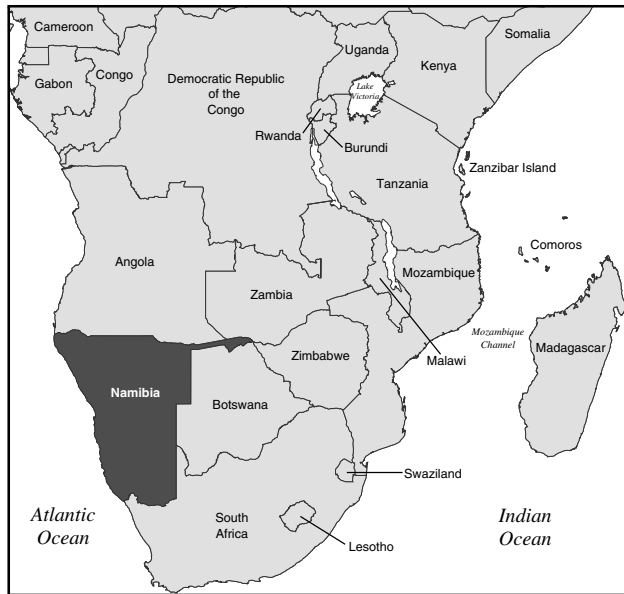 Cameroon
Somalia
Uganda
Kenya
Gabon
Congo
Democratic Republic
of the
Congo
Lake
Victoria
Rwanda
Burundi
Zanzibar Island
Tanzania
Comoros
Angola
Mozambique
Zambia
Mozambique
Channel
Madagascar
Malawi
Zimbabwe
Namibia
Botswana
Swaziland
Atlantic
Ocean
South
Africa
Indian
Ocean
Lesotho